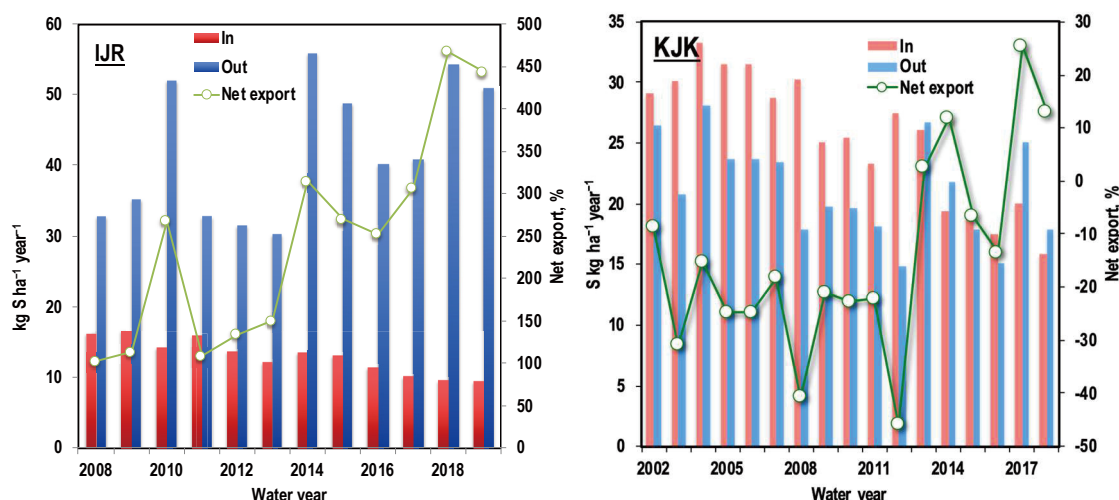 IJR
In
Out
Net export
kg S ha⁻¹ year⁻¹
60
50
40
30
20
10
0
500
450
400
350
300
250
200
150
100
50
0
Net export, %
2008 2010 2012 2014 2016 2018
Water year
KJK
In
Out
Net export
S kg ha⁻¹ year⁻¹
35
30
25
20
15
10
5
0
30
20
10
0
-10
-20
-30
-40
-50
Net export, %
2002 2005 2008 2011 2014 2017
Water year